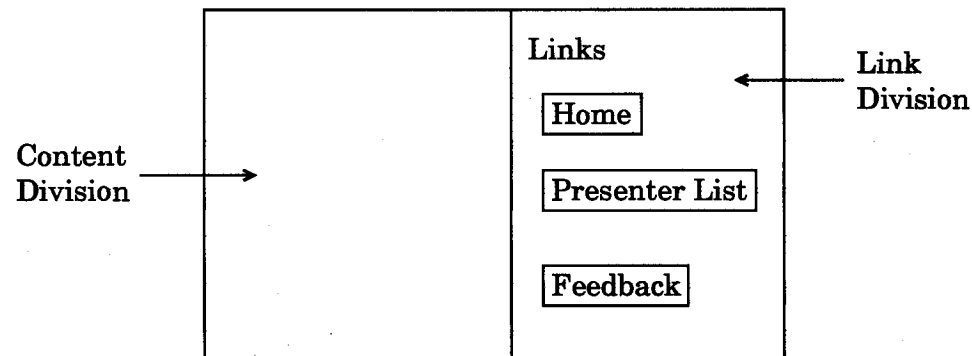 Links
Link
Division
Home
Content
Division
Presenter List
Feedback